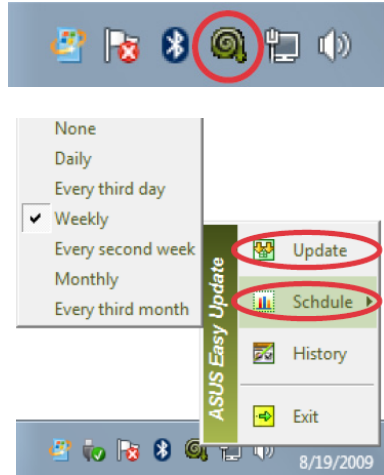 None
Daily
Every third day
Weekly
Every second week
Monthly
Every third month
ASUS Easy Update
Update
Schdule
History
Exit
8/19/2009